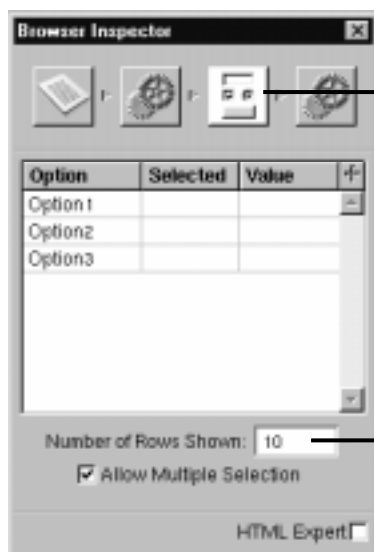 Browser Inspector
Option Selected Value
Option1
Option2
Option3
Number of Rows Shown: 10
Allow Multiple Selection
HTML Expert